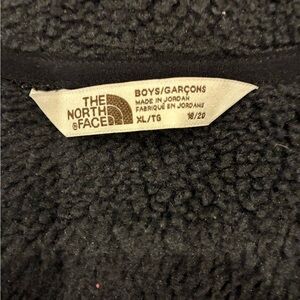 THE
NORTH
FACE
BOYS/GARÇONS
MADE IN JORDAN
FABRIQUÉ EN JORDANIE
XL/TG 18/20